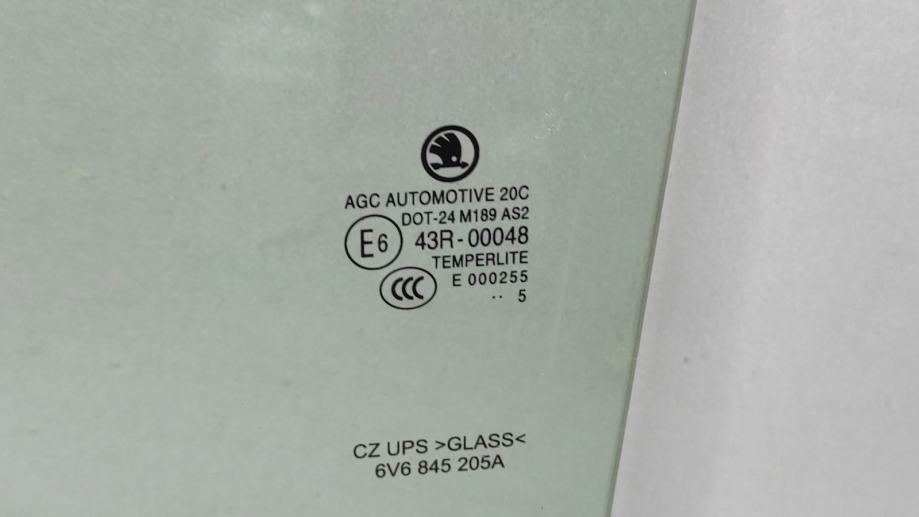 AGC AUTOMOTIVE 20C
DOT-24 M189 AS2
E6 43R-00048
TEMPERLITE
CCC E 000255
·· 5
CZ UPS >GLASS<
6V6 845 205A